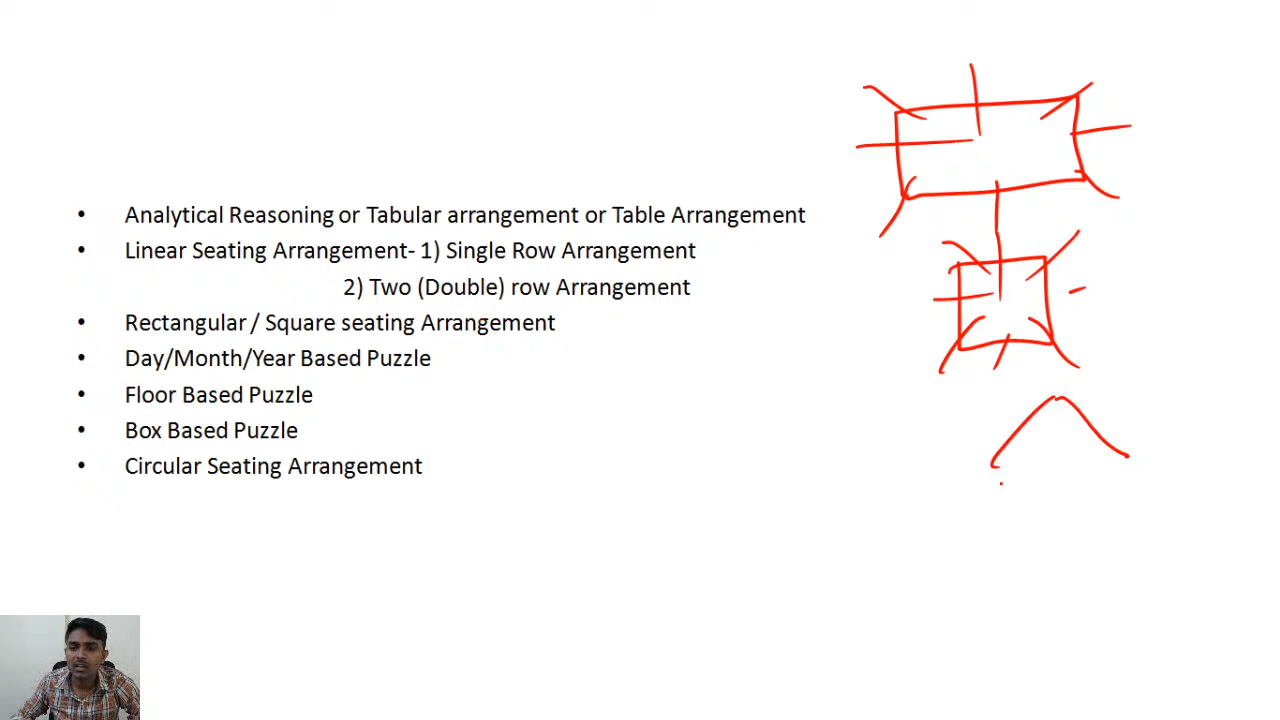 • Analytical Reasoning or Tabular arrangement or Table Arrangement
• Linear Seating Arrangement- 1) Single Row Arrangement
2) Two (Double) row Arrangement
• Rectangular / Square seating Arrangement
• Day/Month/Year Based Puzzle
• Floor Based Puzzle
• Box Based Puzzle
• Circular Seating Arrangement